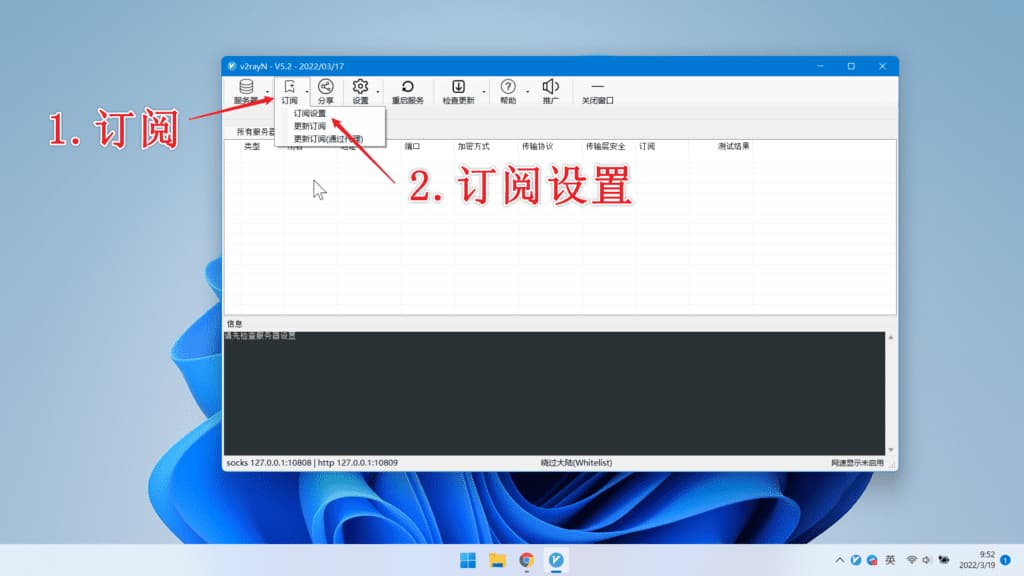 v2rayN - V5.2 - 2022/03/17
服务器 订阅 分享 设置 重启服务 检查更新 帮助 推广 关闭窗口
1.订阅
订阅设置
更新订阅
更新订阅(通过代理)
所有服务器
类型 别名 地址 端口 加密方式 传输协议 传输层安全 订阅 测试结果
2.订阅设置
信息
请先检查服务器设置
socks 127.0.0.1:10808 | http 127.0.0.1:10809 绕过大陆(Whitelist) 网速显示未启用
英
9:52
2022/3/19
1